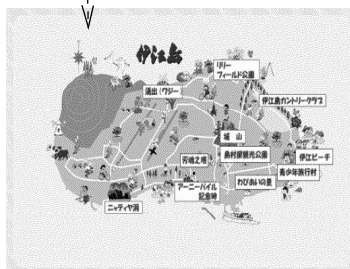 伊江島
リリー
フィールド公園
湧出(ワジー)
伊江島カントリークラブ
城山
島村屋観光公園
芳魂之塔
伊江ビーチ
青少年旅行村
アーニーパイル
記念碑
わびあいの里
ニャティヤ洞